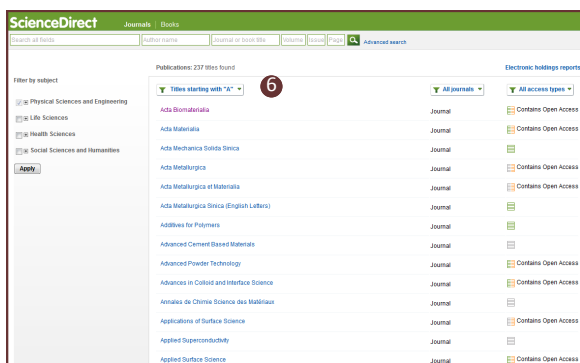 ScienceDirect Journals | Books
Search all fields Author name Journal or book title Volume Issue Page Advanced search
Publications: 237 titles found Electronic holdings reports
Filter by subject
Titles starting with "A" 6 All journals All access types
Physical Sciences and Engineering
Life Sciences
Health Sciences
Social Sciences and Humanities
Apply
Acta Biomaterialia Journal Contains Open Access
Acta Materialia Journal Contains Open Access
Acta Mechanica Solida Sinica Journal
Acta Metallurgica Journal Contains Open Access
Acta Metallurgica et Materialia Journal Contains Open Access
Acta Metallurgica Sinica (English Letters) Journal
Additives for Polymers Journal
Advanced Cement Based Materials Journal
Advanced Powder Technology Journal Contains Open Access
Advances in Colloid and Interface Science Journal Contains Open Access
Annales de Chimie Science des Matériaux Journal
Applications of Surface Science Journal Contains Open Access
Applied Superconductivity Journal
Applied Surface Science Journal Contains Open Access